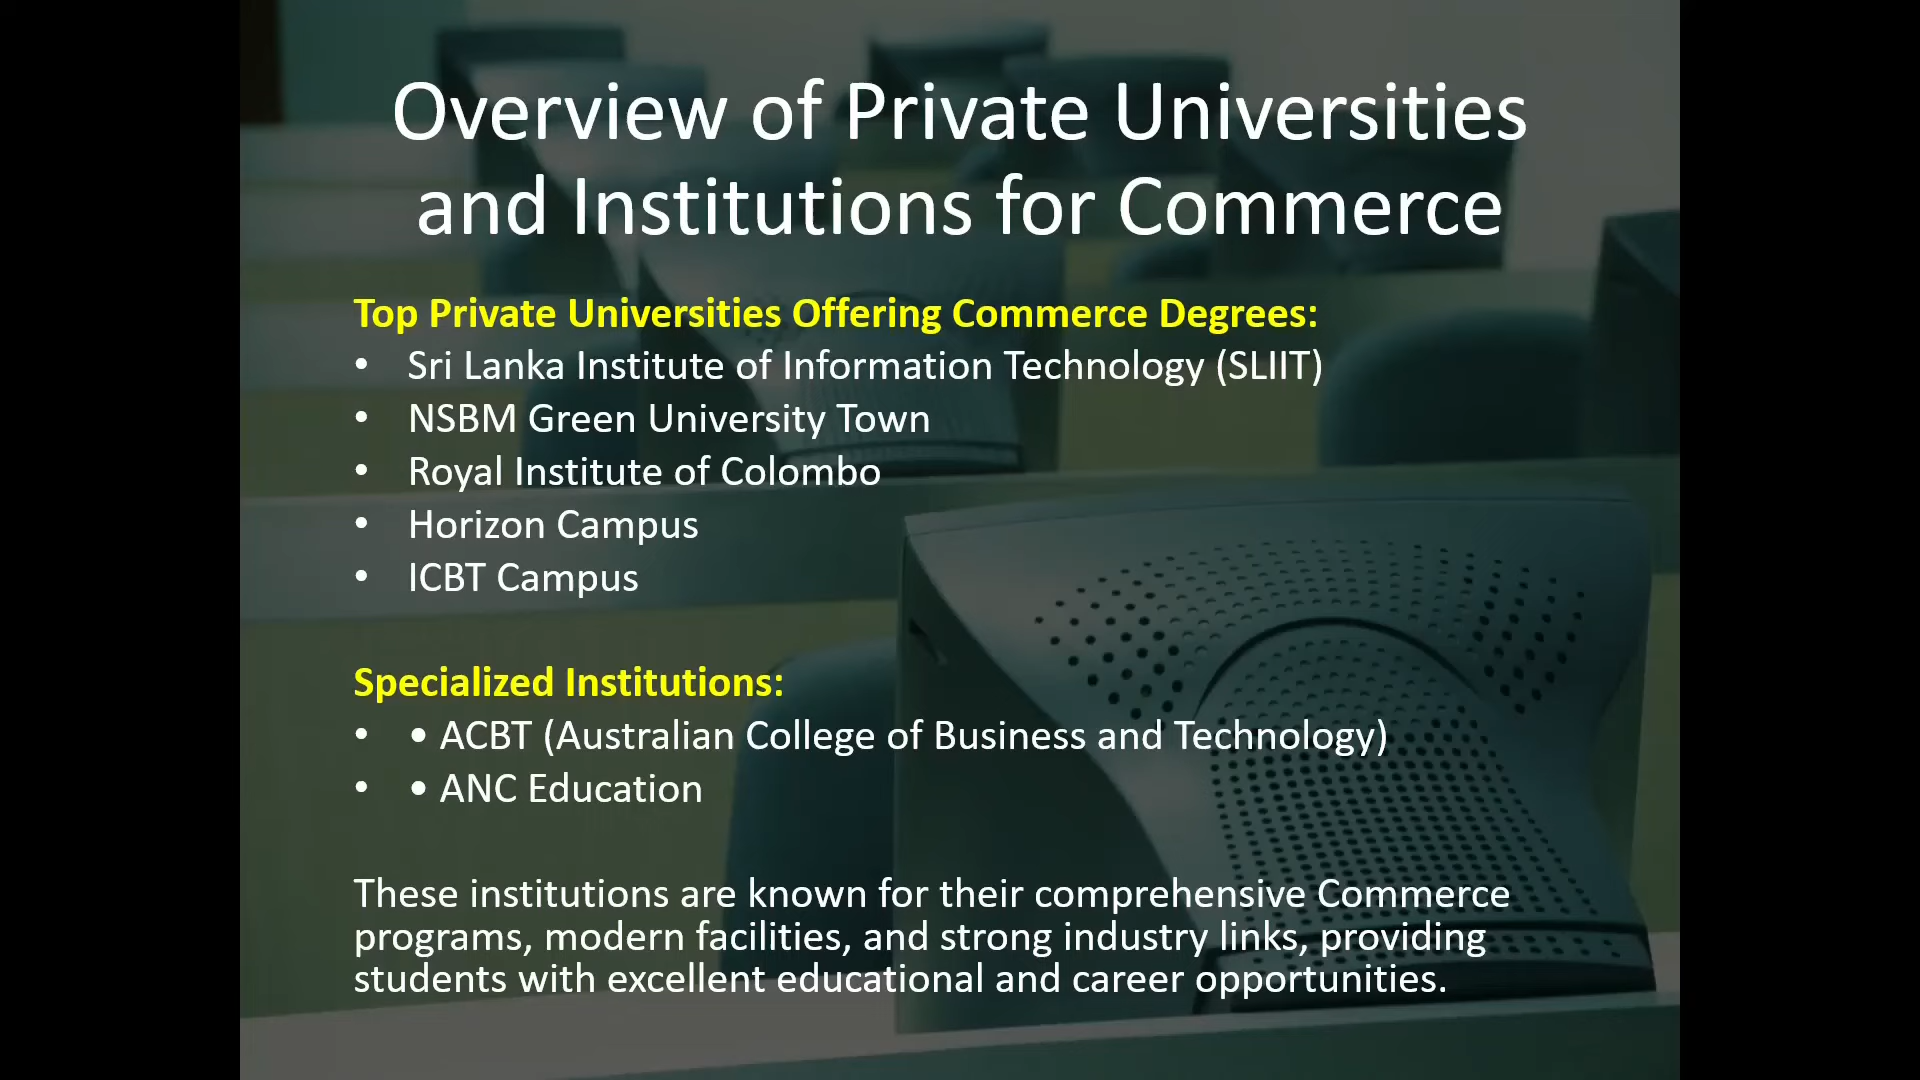 Overview of Private Universities
and Institutions for Commerce
Top Private Universities Offering Commerce Degrees:
• Sri Lanka Institute of Information Technology (SLIIT)
• NSBM Green University Town
• Royal Institute of Colombo
• Horizon Campus
• ICBT Campus
Specialized Institutions:
• • ACBT (Australian College of Business and Technology)
• • ANC Education
These institutions are known for their comprehensive Commerce
programs, modern facilities, and strong industry links, providing
students with excellent educational and career opportunities.